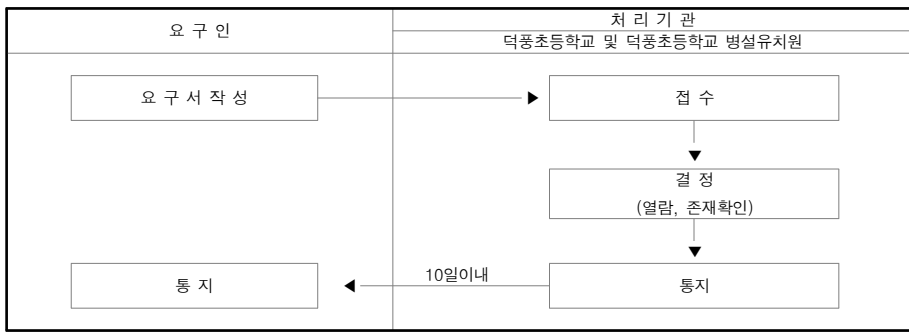 요 구 인
처 리 기 관
덕풍초등학교 및 덕풍초등학교 병설유치원
요 구 서 작 성
접 수
결 정
(열람, 존재확인)
10일이내
통 지
통지